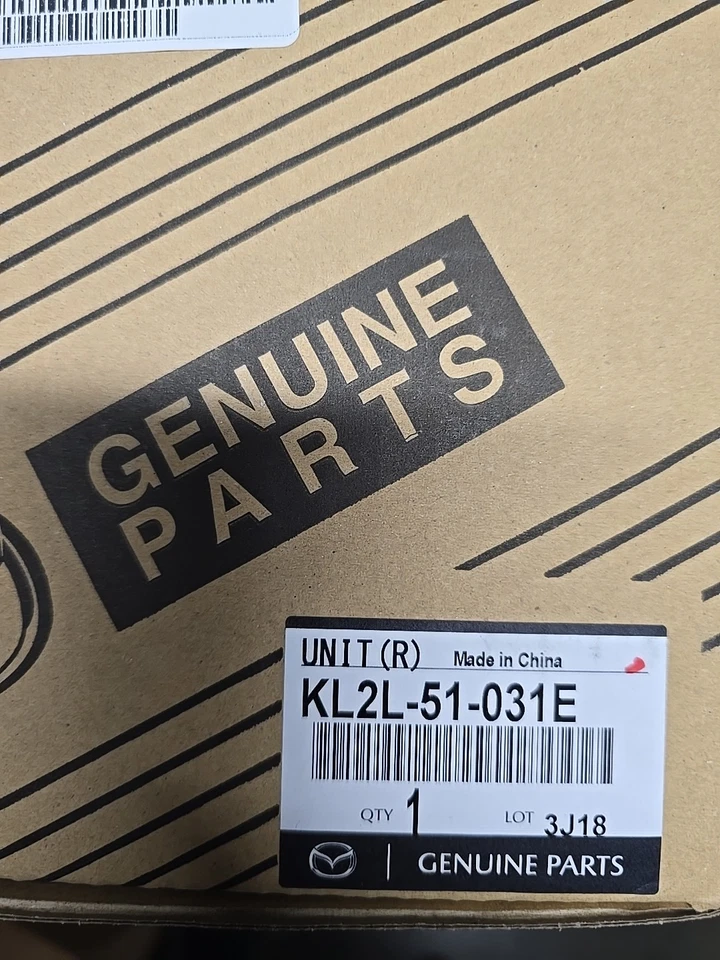 GENUINE
PARTS
UNIT(R) Made in China
KL2L-51-031E
QTY 1 LOT 3J18
GENUINE PARTS